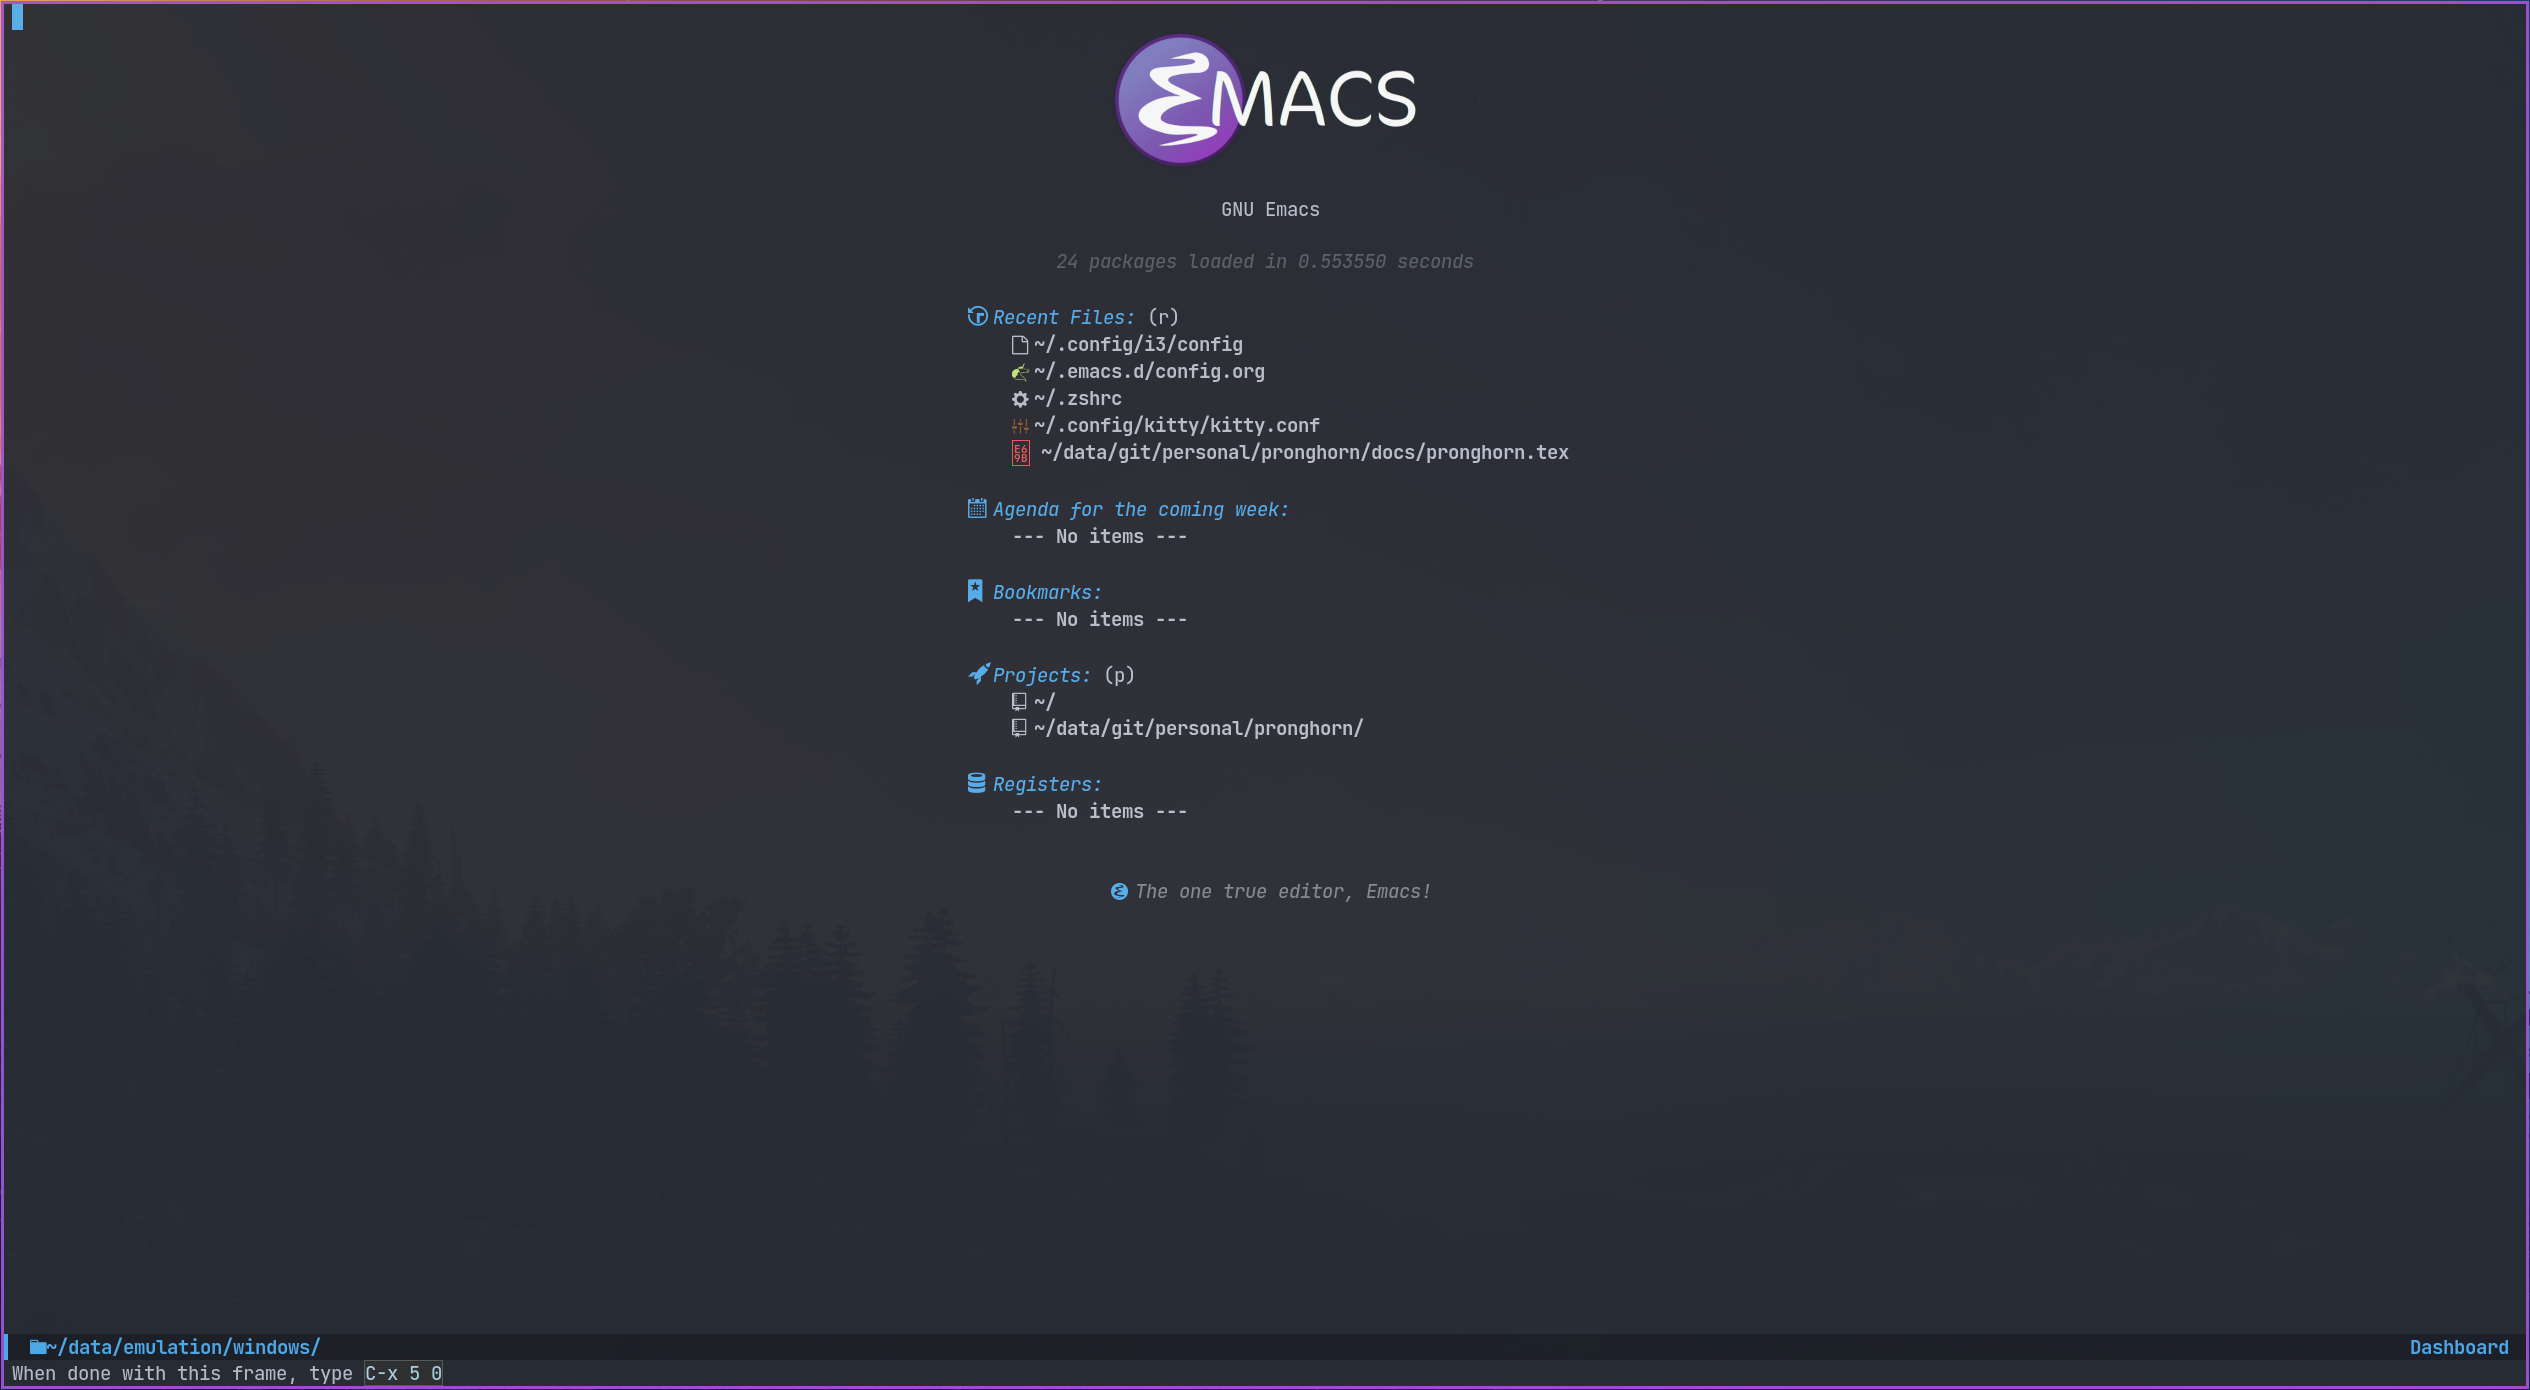 EMACS
GNU Emacs
24 packages loaded in 0.553550 seconds
Recent Files: (r)
~/.config/i3/config
~/.emacs.d/config.org
~/.zshrc
~/.config/kitty/kitty.conf
E6
9B
~/data/git/personal/pronghorn/docs/pronghorn.tex
Agenda for the coming week:
--- No items ---
Bookmarks:
--- No items ---
Projects: (p)
~/
~/data/git/personal/pronghorn/
Registers:
--- No items ---
The one true editor, Emacs!
~/data/emulation/windows/
Dashboard
When done with this frame, type C-x 5 0